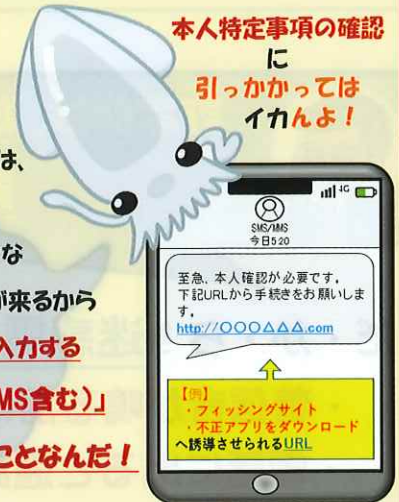 本人特定事項の確認
に
引っかかっては
イカんよ！
は、
な
が来るから
入力する
MS含む）」
ことなんだ！
4G
SMS/MMS
今日5:20
至急、本人確認が必要です。
下記URLから手続きをお願いしま
す。
http://〇〇〇△△△.com
【例】
・フィッシングサイト
・不正アプリをダウンロード
へ誘導させられるURL